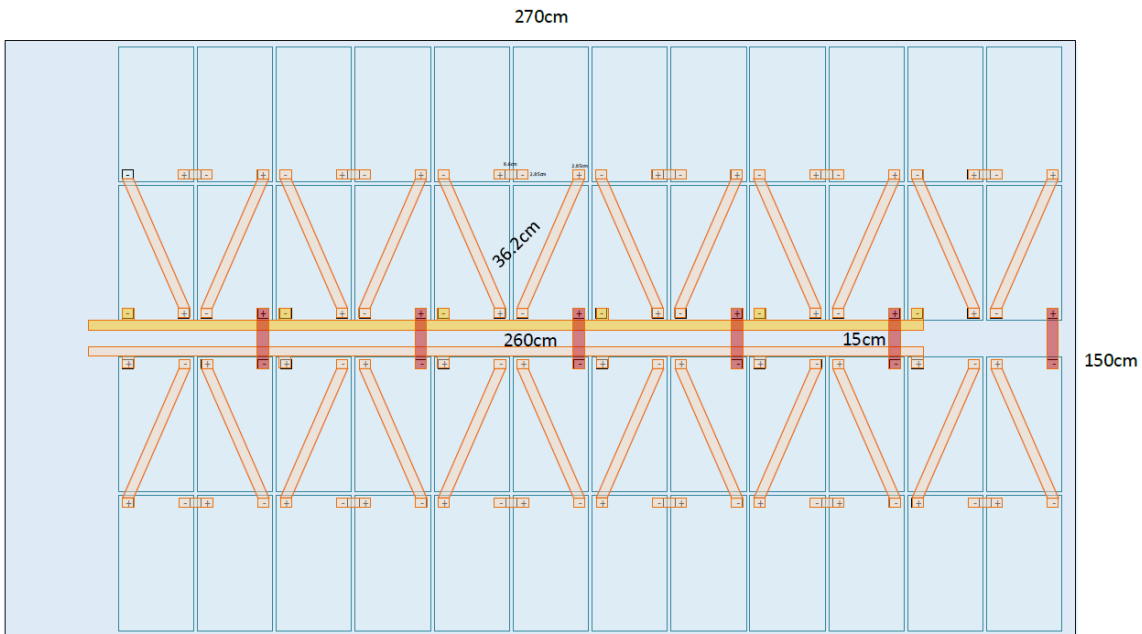 270cm
- + - + - + - + - + - + - + - + - + - + - + - +
36.2cm
- + - + - + - + - + - + - + - + - + - + - + - +
260cm
15cm
150cm
+ - + - + - + - + - + - + - + - + - + - + - + -
+ - + - + - + - + - + - + - + - + - + - + - + -